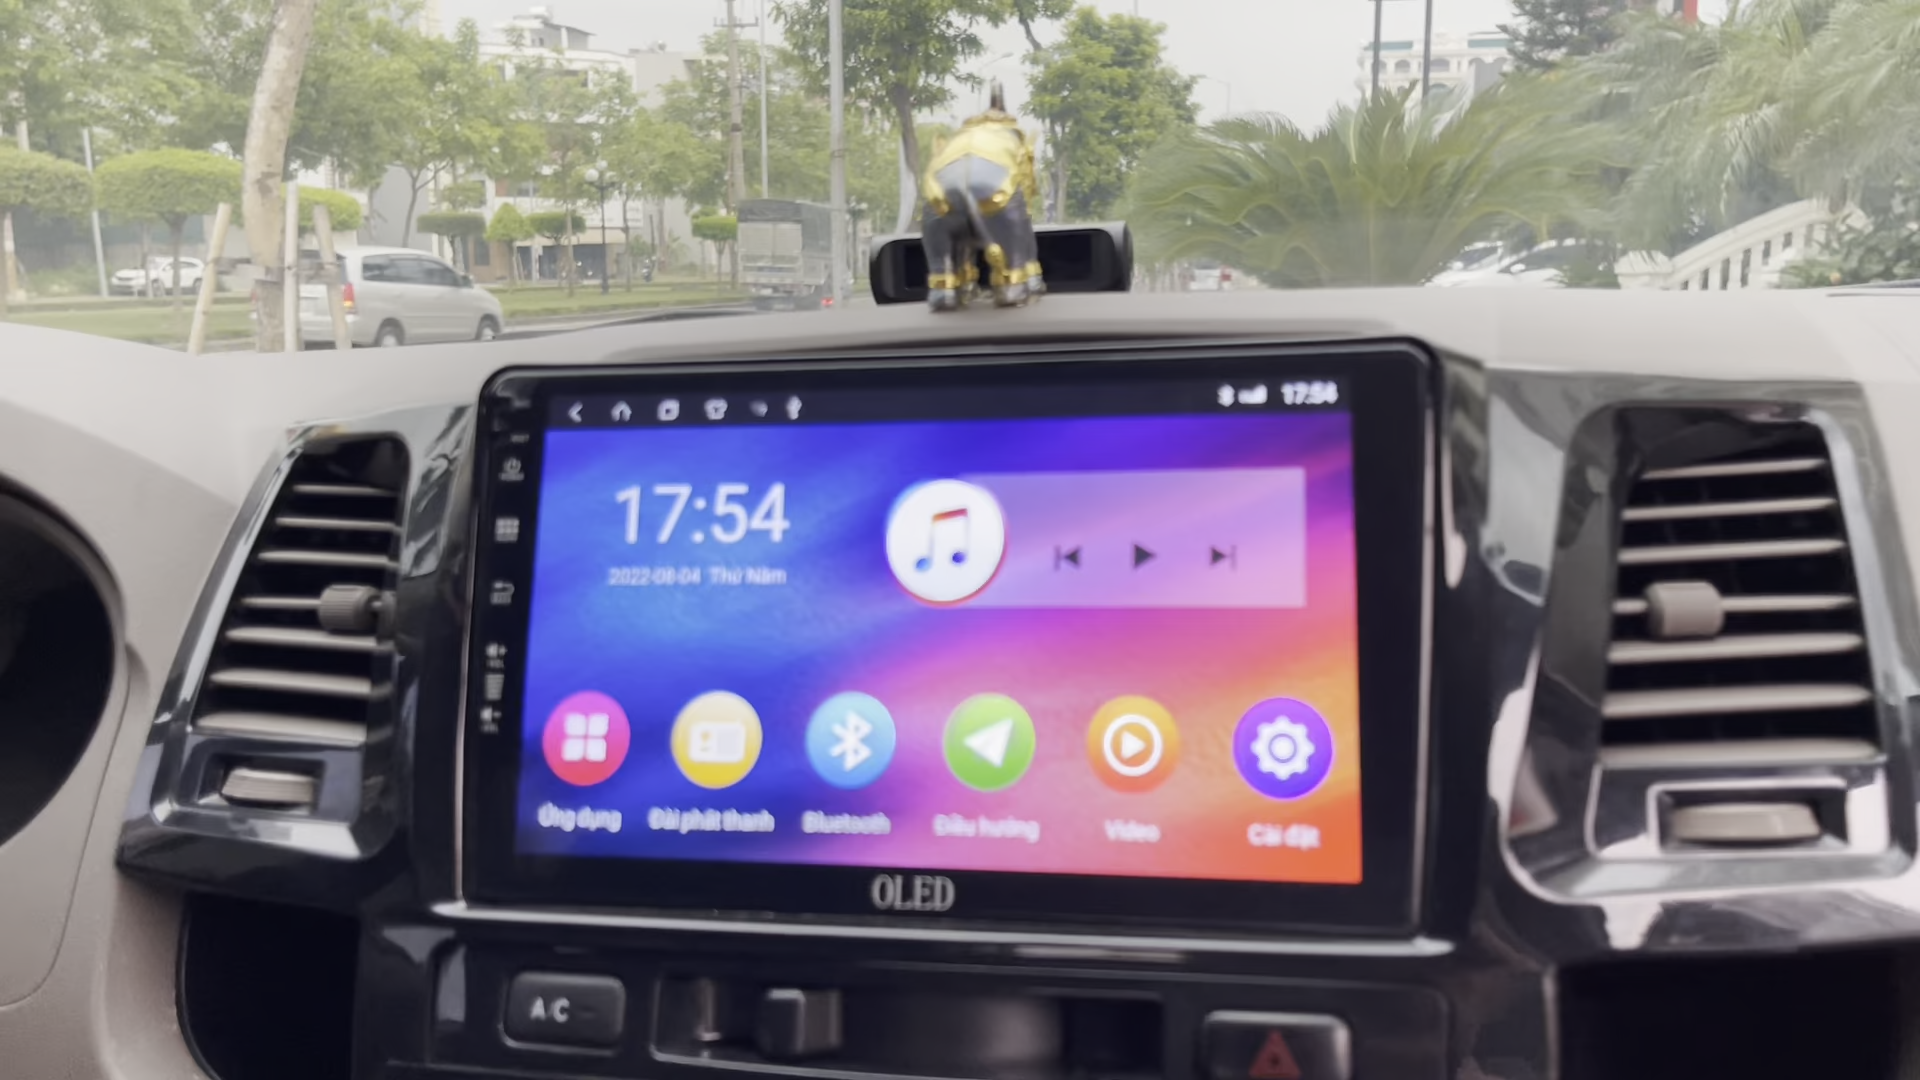 17:54
17:54
2022-08-04 Thứ Năm
Ứng dụng
Đài phát thanh
Bluetooth
Điều hướng
Video
Cài đặt
OLED
A/C